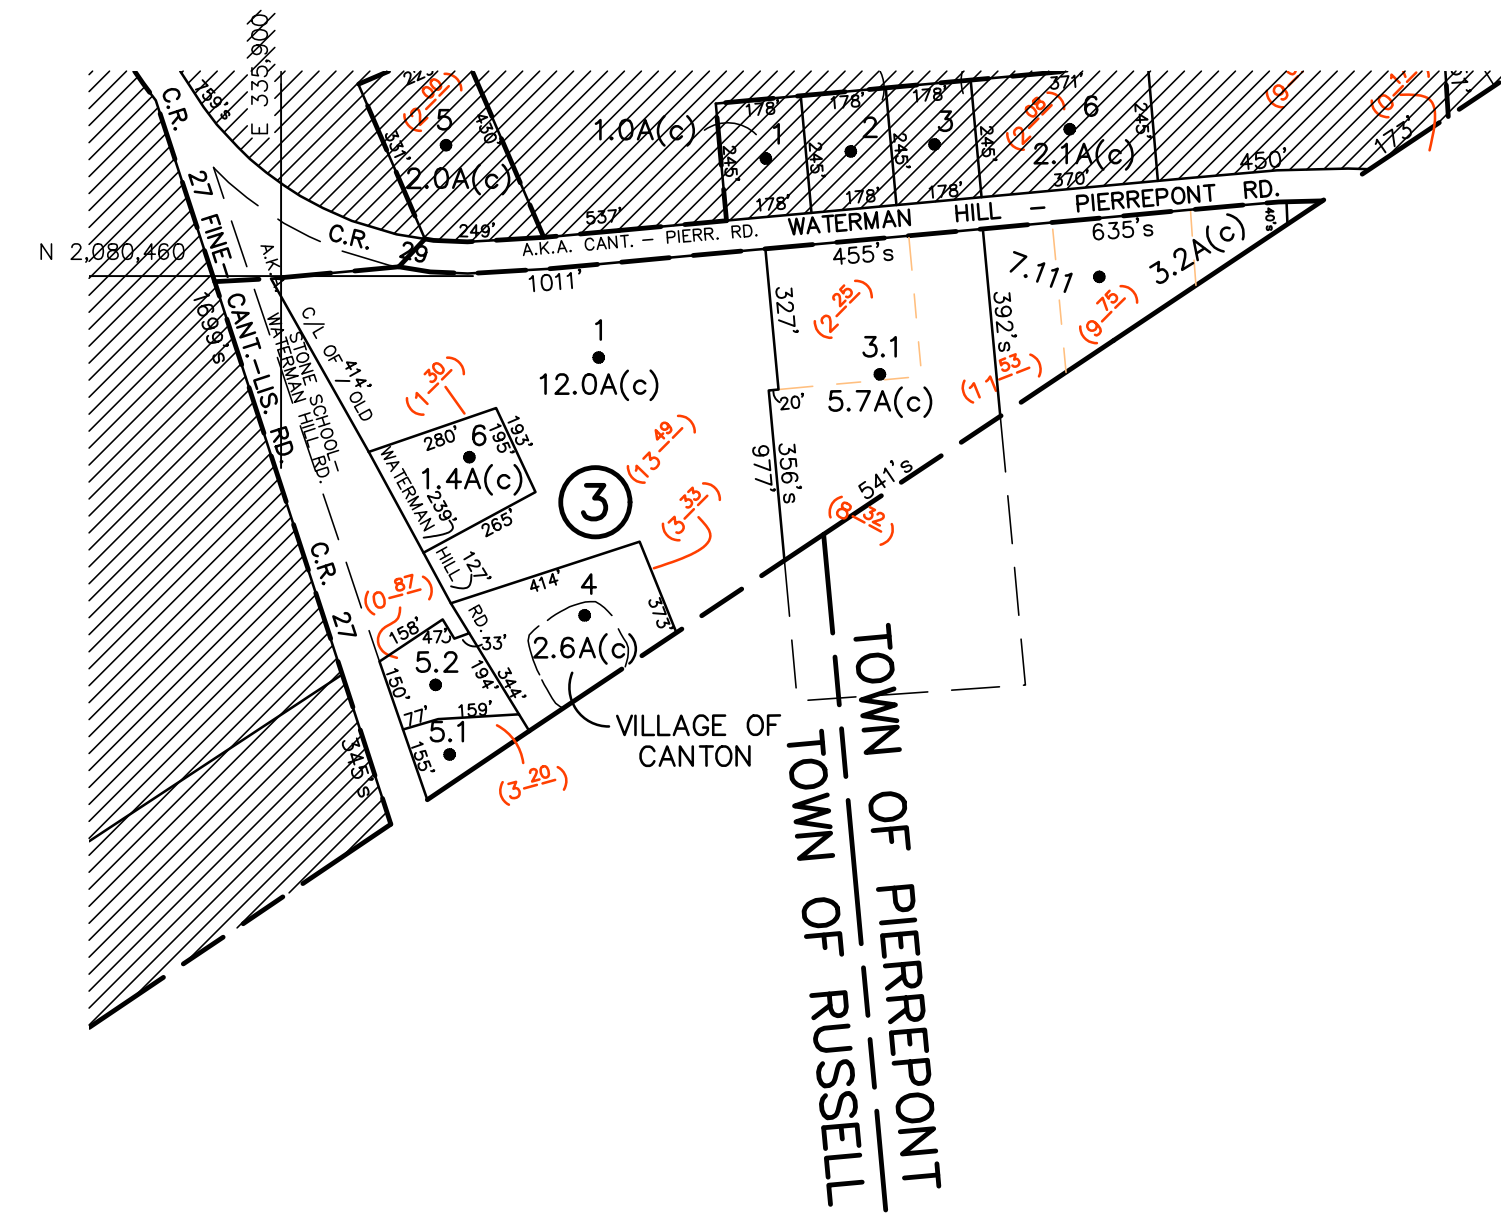 E 335,900
N 2,080,460
C.R.
27 FINE-
CANT.-LIS. RD.
C.R. 27
759's
C.R.
29
A.K.A.
STONE SCHOOL-
WATERMAN HILL RD.
1699's
345's
C/L OF OLD
WATERMAN
HILL
RD.
414'
331'
(2-00)
5
2.0A(c)
430'
249'
537'
1.0A(c)
178'
1
245'
178'
178'
2
245'
178'
178'
3
245'
178'
371'
(2-08)
6
2.1A(c)
245'
245'
370'
450'
173'
A.K.A. CANT. - PIERR. RD.
WATERMAN HILL - PIERREPONT RD.
1011'
455's
635's
40's
1
12.0A(c)
(13-49)
327'
20'
356's
977'
(2-25)
3.1
5.7A(c)
392's
(11-53)
7.111
3.2A(c)
(9-75)
541's
(8-32)
(1-30)
280'
6
1.4A(c)
193'
195'
239'
265'
3
(3-33)
127'
414'
4
2.6A(c)
373'
(0-87)
158'
47'
33'
5.2
150'
194'
344'
77'
159'
5.1
155'
(3-20)
VILLAGE OF
CANTON
TOWN OF PIERREPONT
TOWN OF RUSSELL